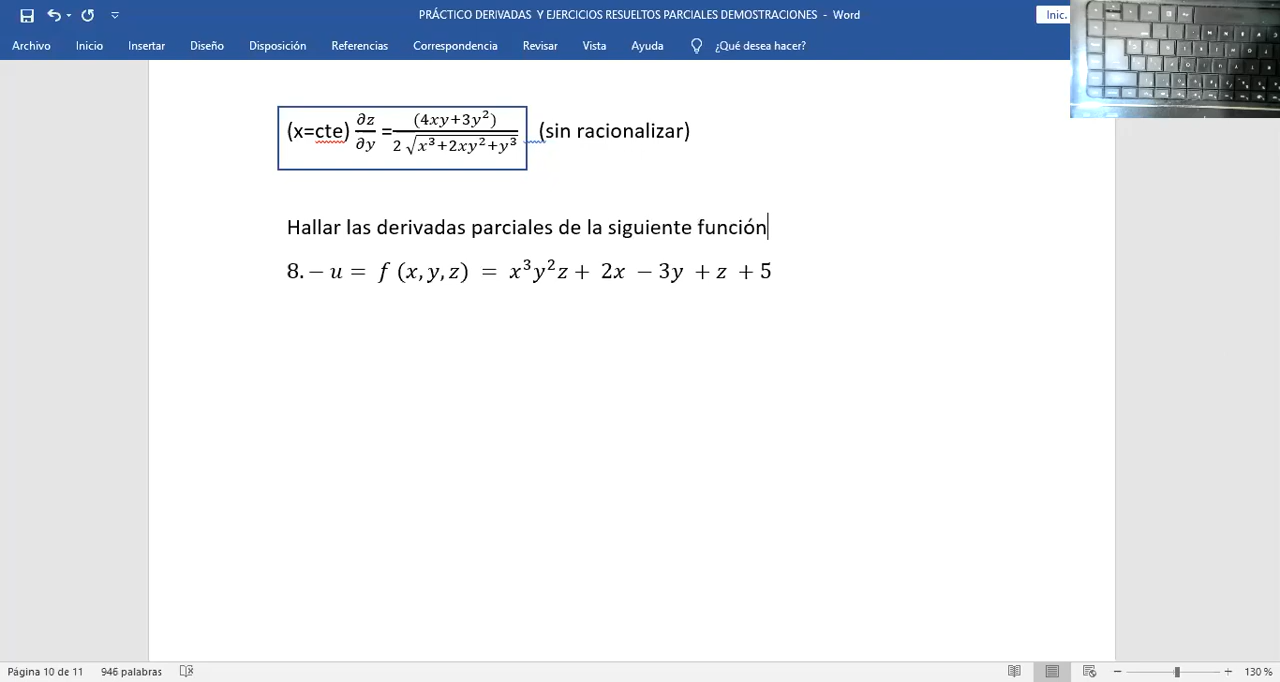 PRÁCTICO DERIVADAS Y EJERCICIOS RESUELTOS PARCIALES DEMOSTRACIONES - Word
Inic.
Archivo Inicio Insertar Diseño Disposición Referencias Correspondencia Revisar Vista Ayuda ¿Qué desea hacer?
(x=cte) ∂z/∂y = (4xy+3y²)/(2 √(x³+2xy²+y³)) (sin racionalizar)
Hallar las derivadas parciales de la siguiente función
8. − u = f (x, y, z) = x³y²z + 2x − 3y + z + 5
Página 10 de 11 946 palabras 130 %